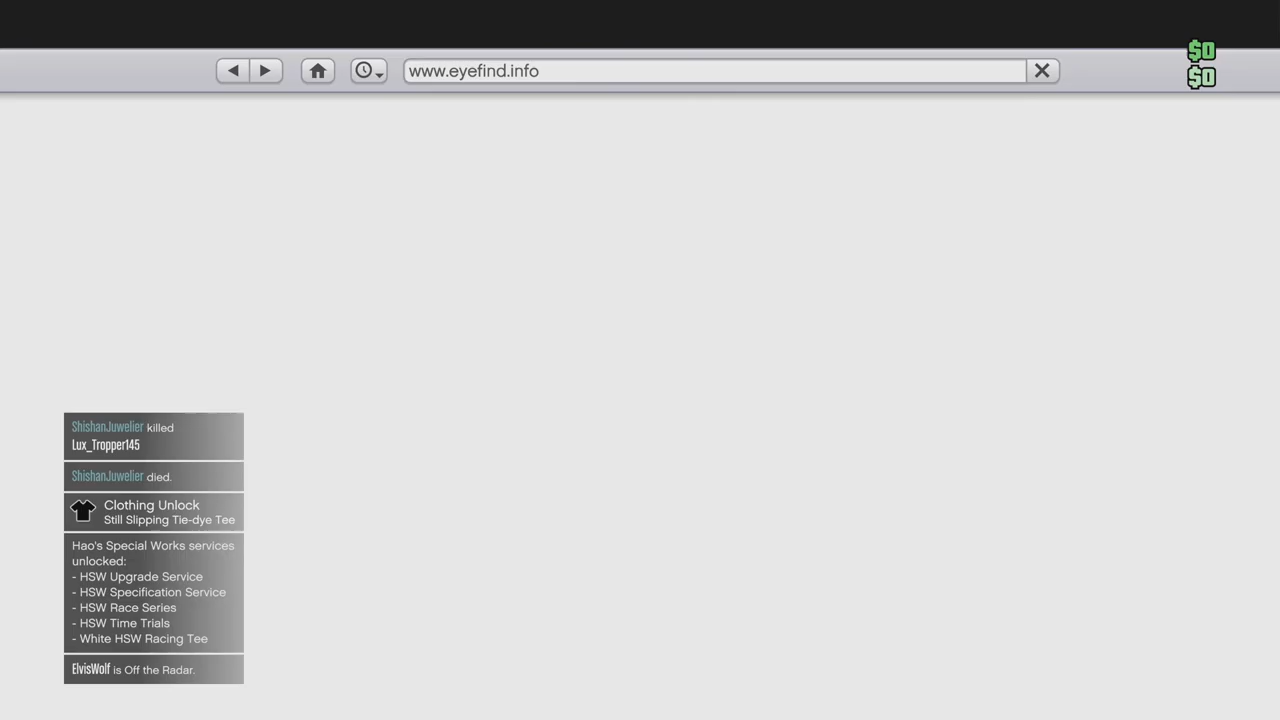 www.eyefind.info
$0
$0
ShishanJuwelier killed
Lux_Tropper145
ShishanJuwelier died.
Clothing Unlock
Still Slipping Tie-dye Tee
Hao's Special Works services
unlocked:
- HSW Upgrade Service
- HSW Specification Service
- HSW Race Series
- HSW Time Trials
- White HSW Racing Tee
ElvisWolf is Off the Radar.